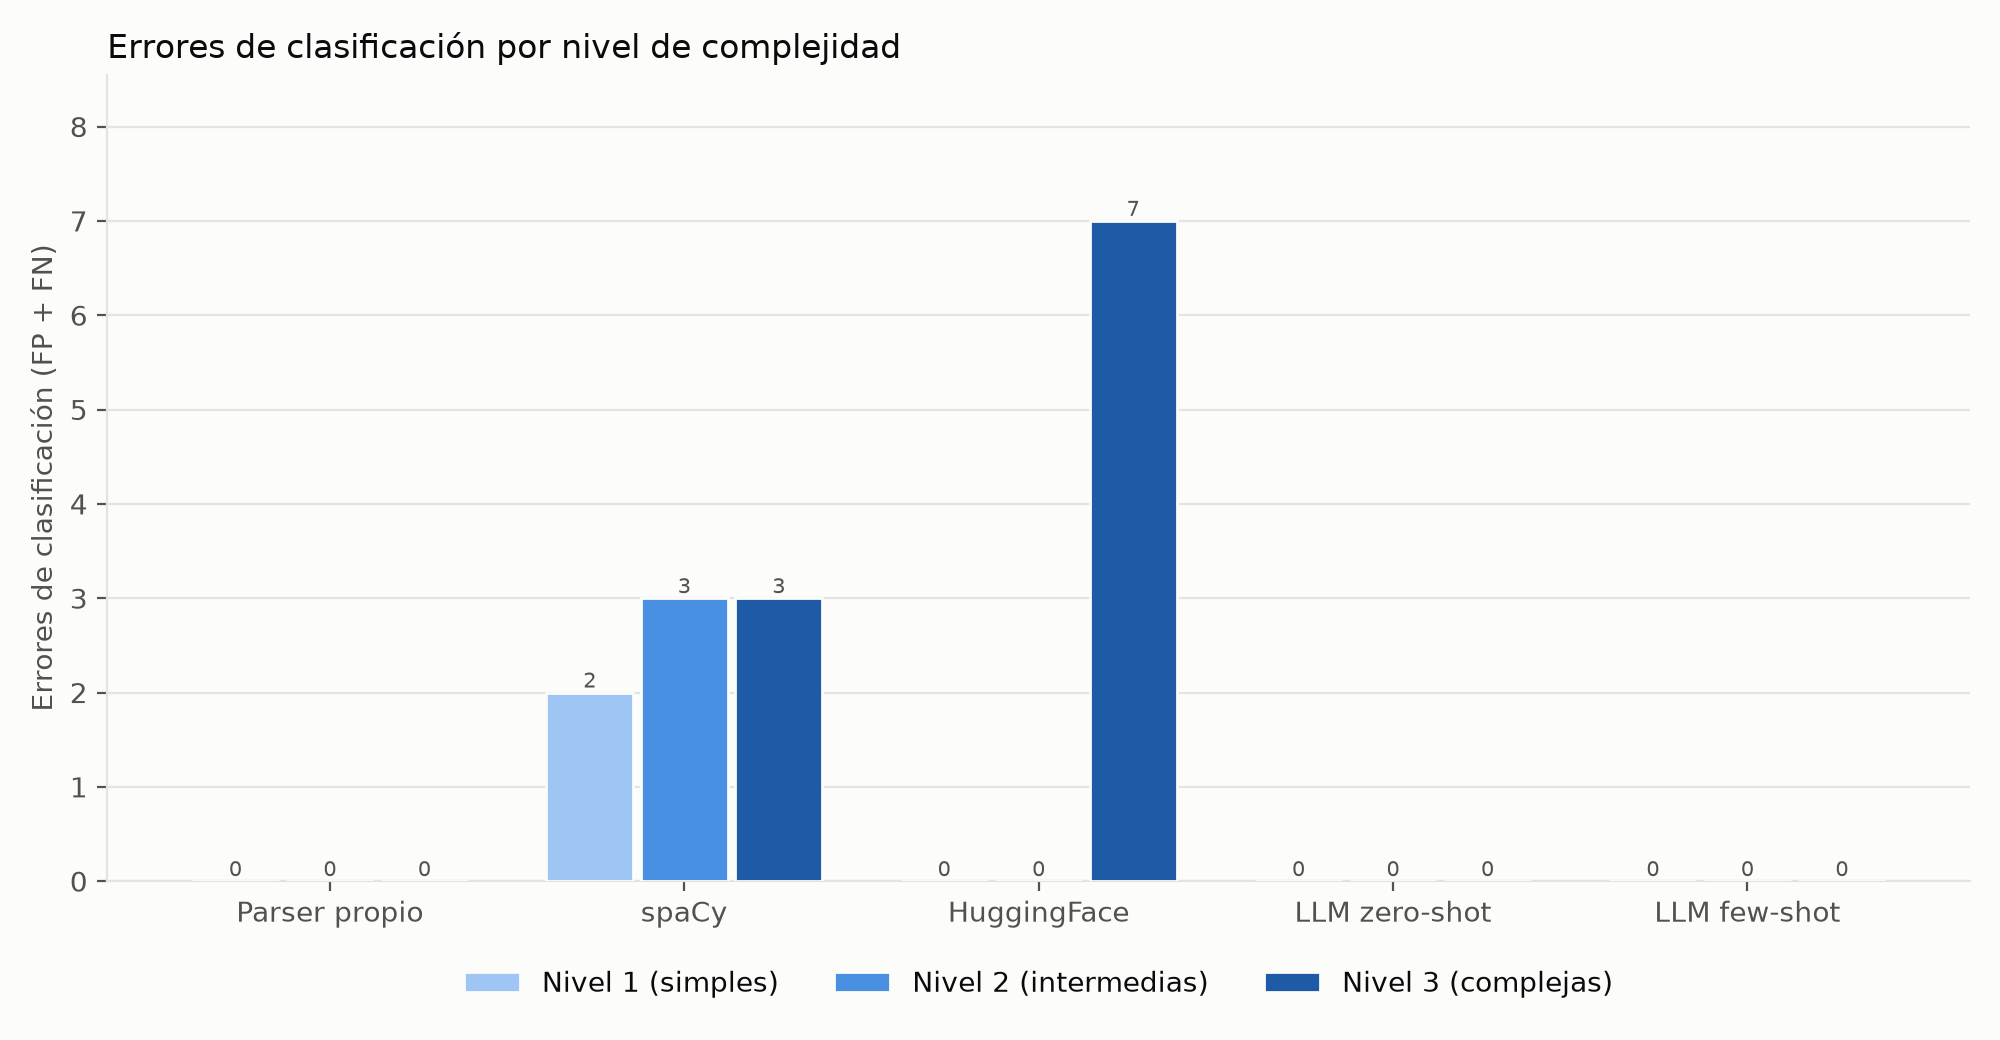 Errores de clasificación por nivel de complejidad
Errores de clasificación (FP + FN)
8
7
6
5
4
3
2
1
0
0 0 0
2 3 3
0 0 7
0 0 0
0 0 0
Parser propio spaCy HuggingFace LLM zero-shot LLM few-shot
Nivel 1 (simples) Nivel 2 (intermedias) Nivel 3 (complejas)